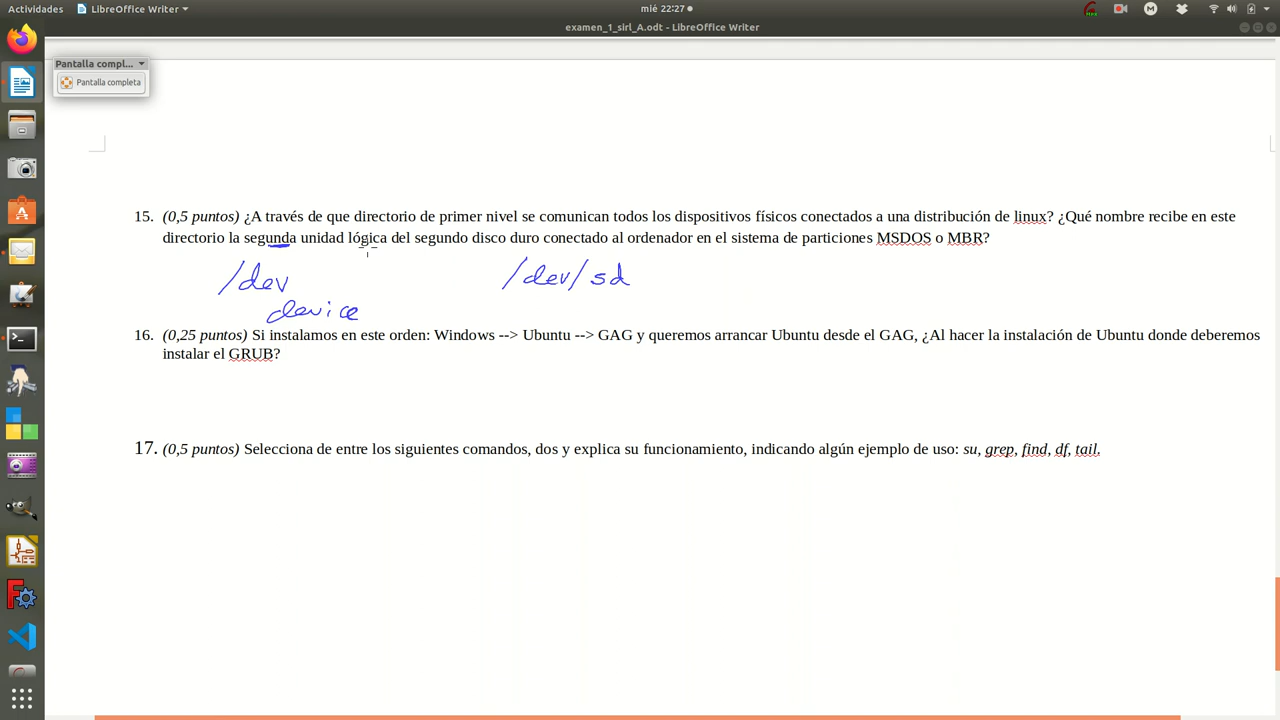 Actividades
LibreOffice Writer
mié 22:27
examen_1_sirl_A.odt - LibreOffice Writer
Pantalla compl...
Pantalla completa
15. (0,5 puntos) ¿A través de que directorio de primer nivel se comunican todos los dispositivos físicos conectados a una distribución de linux? ¿Qué nombre recibe en este
directorio la segunda unidad lógica del segundo disco duro conectado al ordenador en el sistema de particiones MSDOS o MBR?
/dev /dev/sd
device
16. (0,25 puntos) Si instalamos en este orden: Windows --> Ubuntu --> GAG y queremos arrancar Ubuntu desde el GAG, ¿Al hacer la instalación de Ubuntu donde deberemos
instalar el GRUB?
17. (0,5 puntos) Selecciona de entre los siguientes comandos, dos y explica su funcionamiento, indicando algún ejemplo de uso: su, grep, find, df, tail.